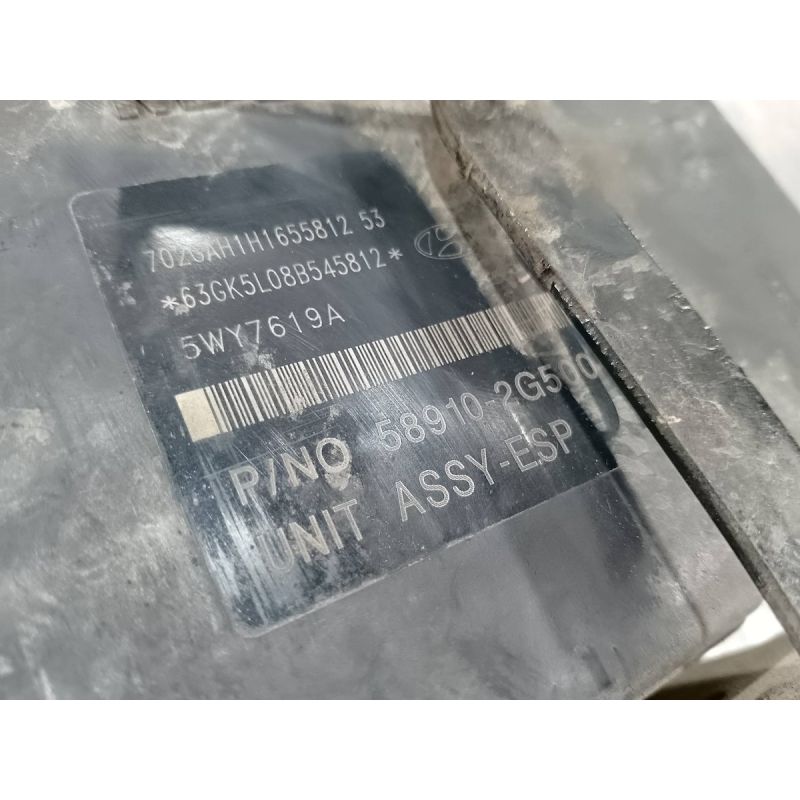 702GAH1H1655812 53
*63GK5L08B545812*
5WY7619A
P/NO 58910-2G500
UNIT ASSY-ESP